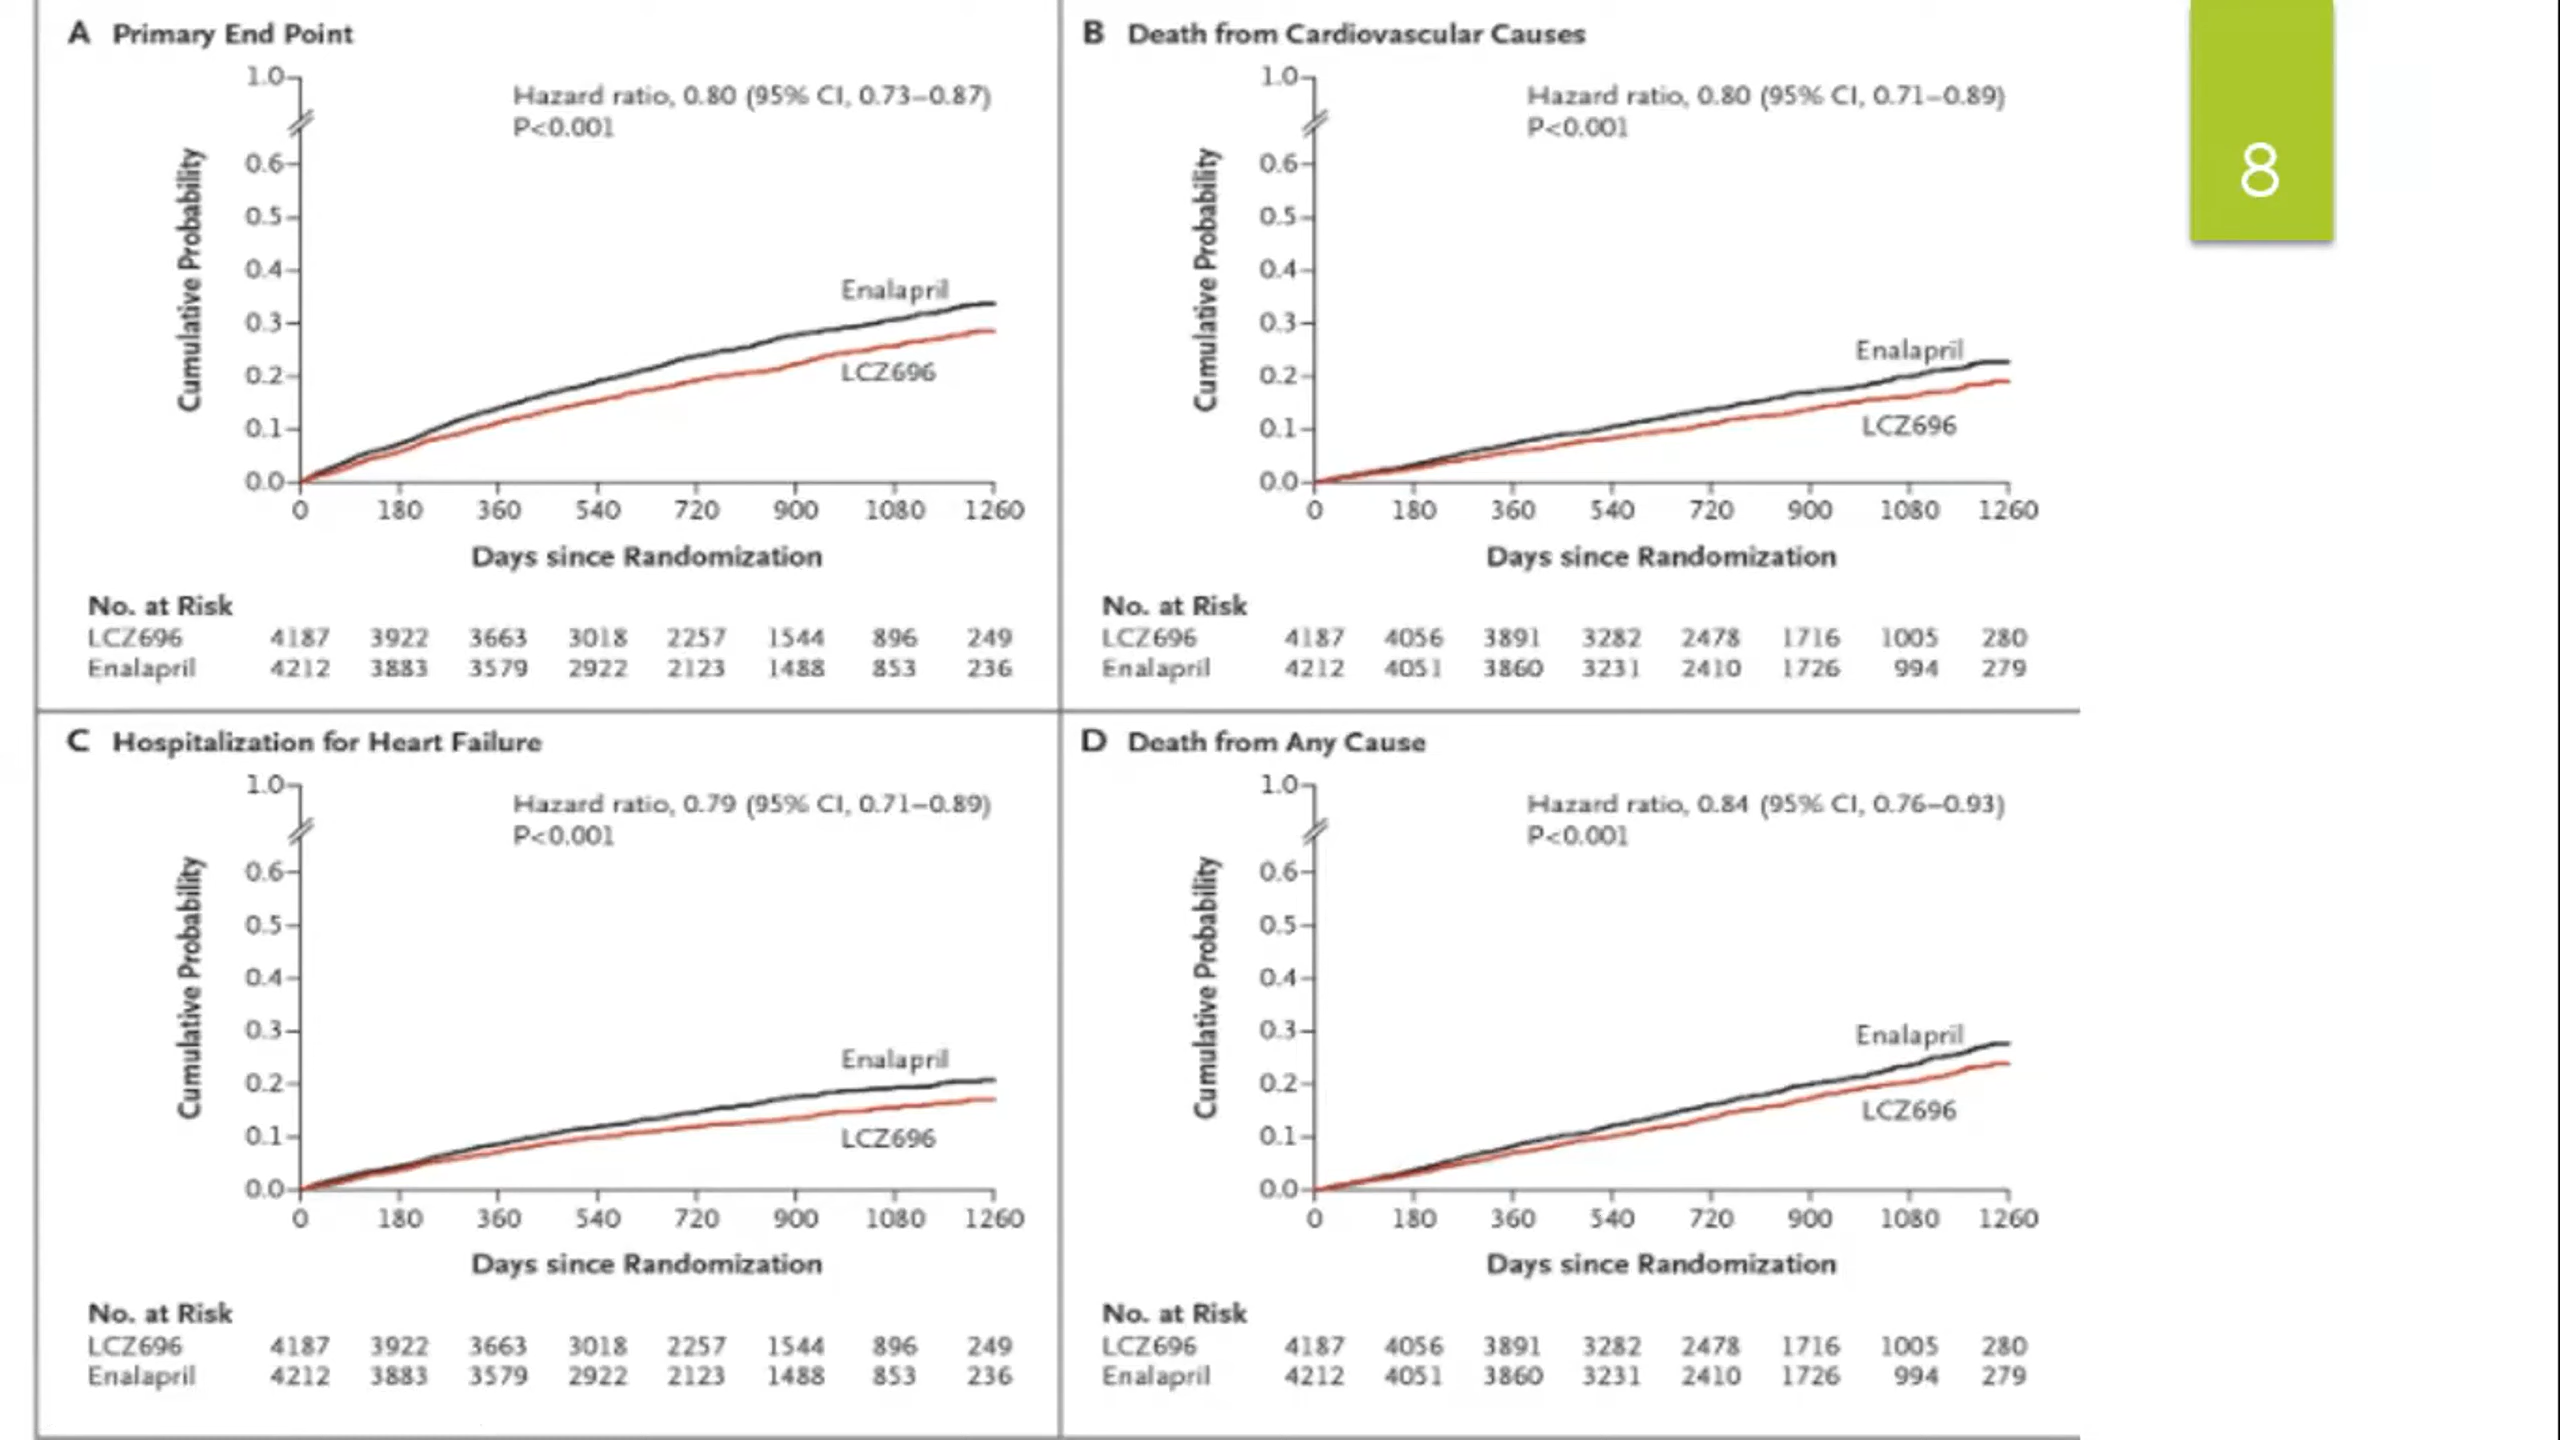 A Primary End Point
1.0
0.6
0.5
0.4
0.3
0.2
0.1
0.0
Cumulative Probability
Hazard ratio, 0.80 (95% CI, 0.73–0.87)
P<0.001
Enalapril
LCZ696
0 180 360 540 720 900 1080 1260
Days since Randomization
No. at Risk
LCZ696 4187 3922 3663 3018 2257 1544 896 249
Enalapril 4212 3883 3579 2922 2123 1488 853 236
B Death from Cardiovascular Causes
1.0
0.6
0.5
0.4
0.3
0.2
0.1
0.0
Cumulative Probability
Hazard ratio, 0.80 (95% CI, 0.71–0.89)
P<0.001
Enalapril
LCZ696
0 180 360 540 720 900 1080 1260
Days since Randomization
No. at Risk
LCZ696 4187 4056 3891 3282 2478 1716 1005 280
Enalapril 4212 4051 3860 3231 2410 1726 994 279
8
C Hospitalization for Heart Failure
1.0
0.6
0.5
0.4
0.3
0.2
0.1
0.0
Cumulative Probability
Hazard ratio, 0.79 (95% CI, 0.71–0.89)
P<0.001
Enalapril
LCZ696
0 180 360 540 720 900 1080 1260
Days since Randomization
No. at Risk
LCZ696 4187 3922 3663 3018 2257 1544 896 249
Enalapril 4212 3883 3579 2922 2123 1488 853 236
D Death from Any Cause
1.0
0.6
0.5
0.4
0.3
0.2
0.1
0.0
Cumulative Probability
Hazard ratio, 0.84 (95% CI, 0.76–0.93)
P<0.001
Enalapril
LCZ696
0 180 360 540 720 900 1080 1260
Days since Randomization
No. at Risk
LCZ696 4187 4056 3891 3282 2478 1716 1005 280
Enalapril 4212 4051 3860 3231 2410 1726 994 279